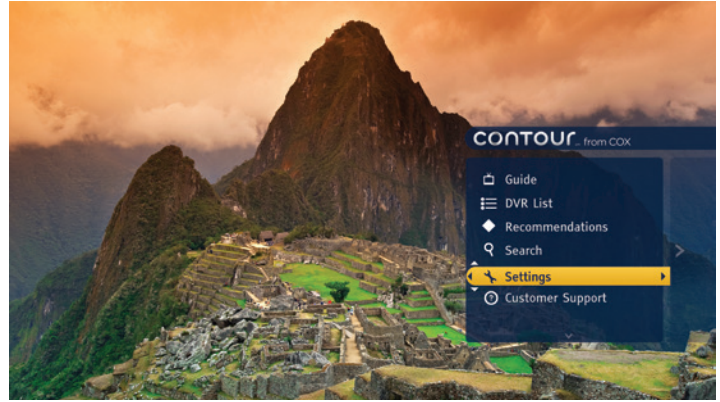 contour from COX
Guide
DVR List
Recommendations
Search
Settings
Customer Support